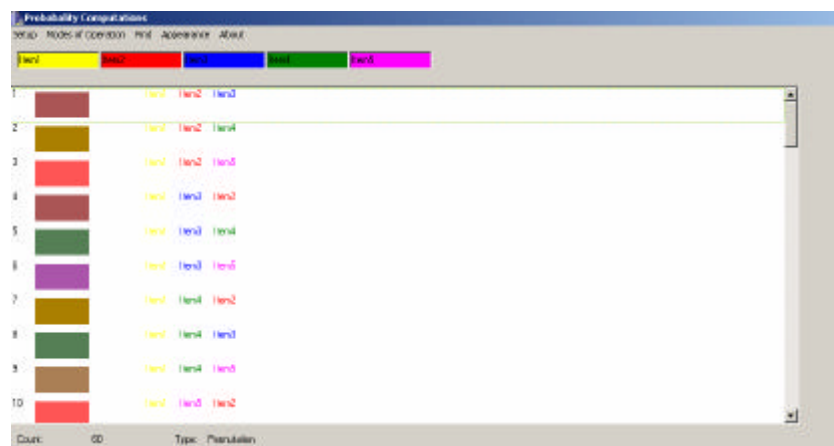 Probability Computations
Setup Modes of Operation Find Appearance About
Item1 Item2 Item3 Item4 Item5
1 Item1 Item2 Item3
2 Item1 Item2 Item4
3 Item1 Item2 Item5
4 Item1 Item3 Item2
5 Item1 Item3 Item4
6 Item1 Item3 Item5
7 Item1 Item4 Item2
8 Item1 Item4 Item3
9 Item1 Item4 Item5
10 Item1 Item5 Item2
Count: 60 Type: Permutation